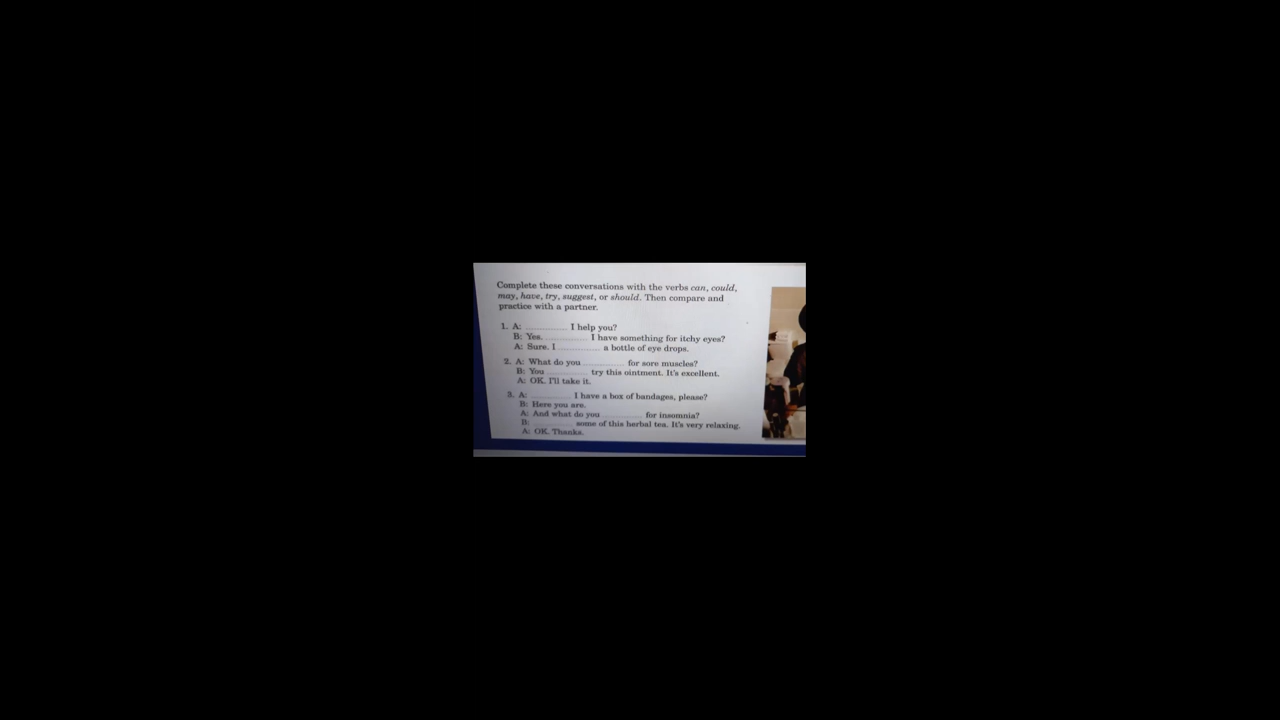 Complete these conversations with the verbs can, could,
may, have, try, suggest, or should. Then compare and
practice with a partner.
1. A: ............ I help you?
B: Yes. ............ I have something for itchy eyes?
A: Sure. I ............ a bottle of eye drops.
2. A: What do you ............ for sore muscles?
B: You ............ try this ointment. It's excellent.
A: OK. I'll take it.
3. A: ............ I have a box of bandages, please?
B: Here you are.
A: And what do you ............ for insomnia?
B: ............ some of this herbal tea. It's very relaxing.
A: OK. Thanks.